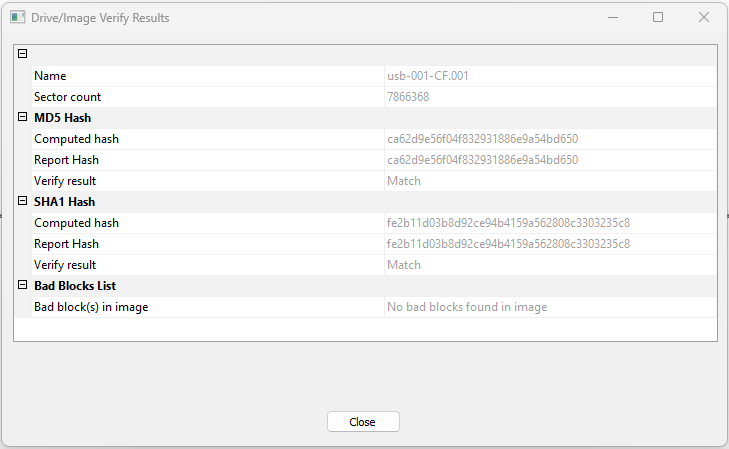 Drive/Image Verify Results
Name usb-001-CF.001
Sector count 7866368
MD5 Hash
Computed hash ca62d9e56f04f832931886e9a54bd650
Report Hash ca62d9e56f04f832931886e9a54bd650
Verify result Match
SHA1 Hash
Computed hash fe2b11d03b8d92ce94b4159a562808c3303235c8
Report Hash fe2b11d03b8d92ce94b4159a562808c3303235c8
Verify result Match
Bad Blocks List
Bad block(s) in image No bad blocks found in image
Close